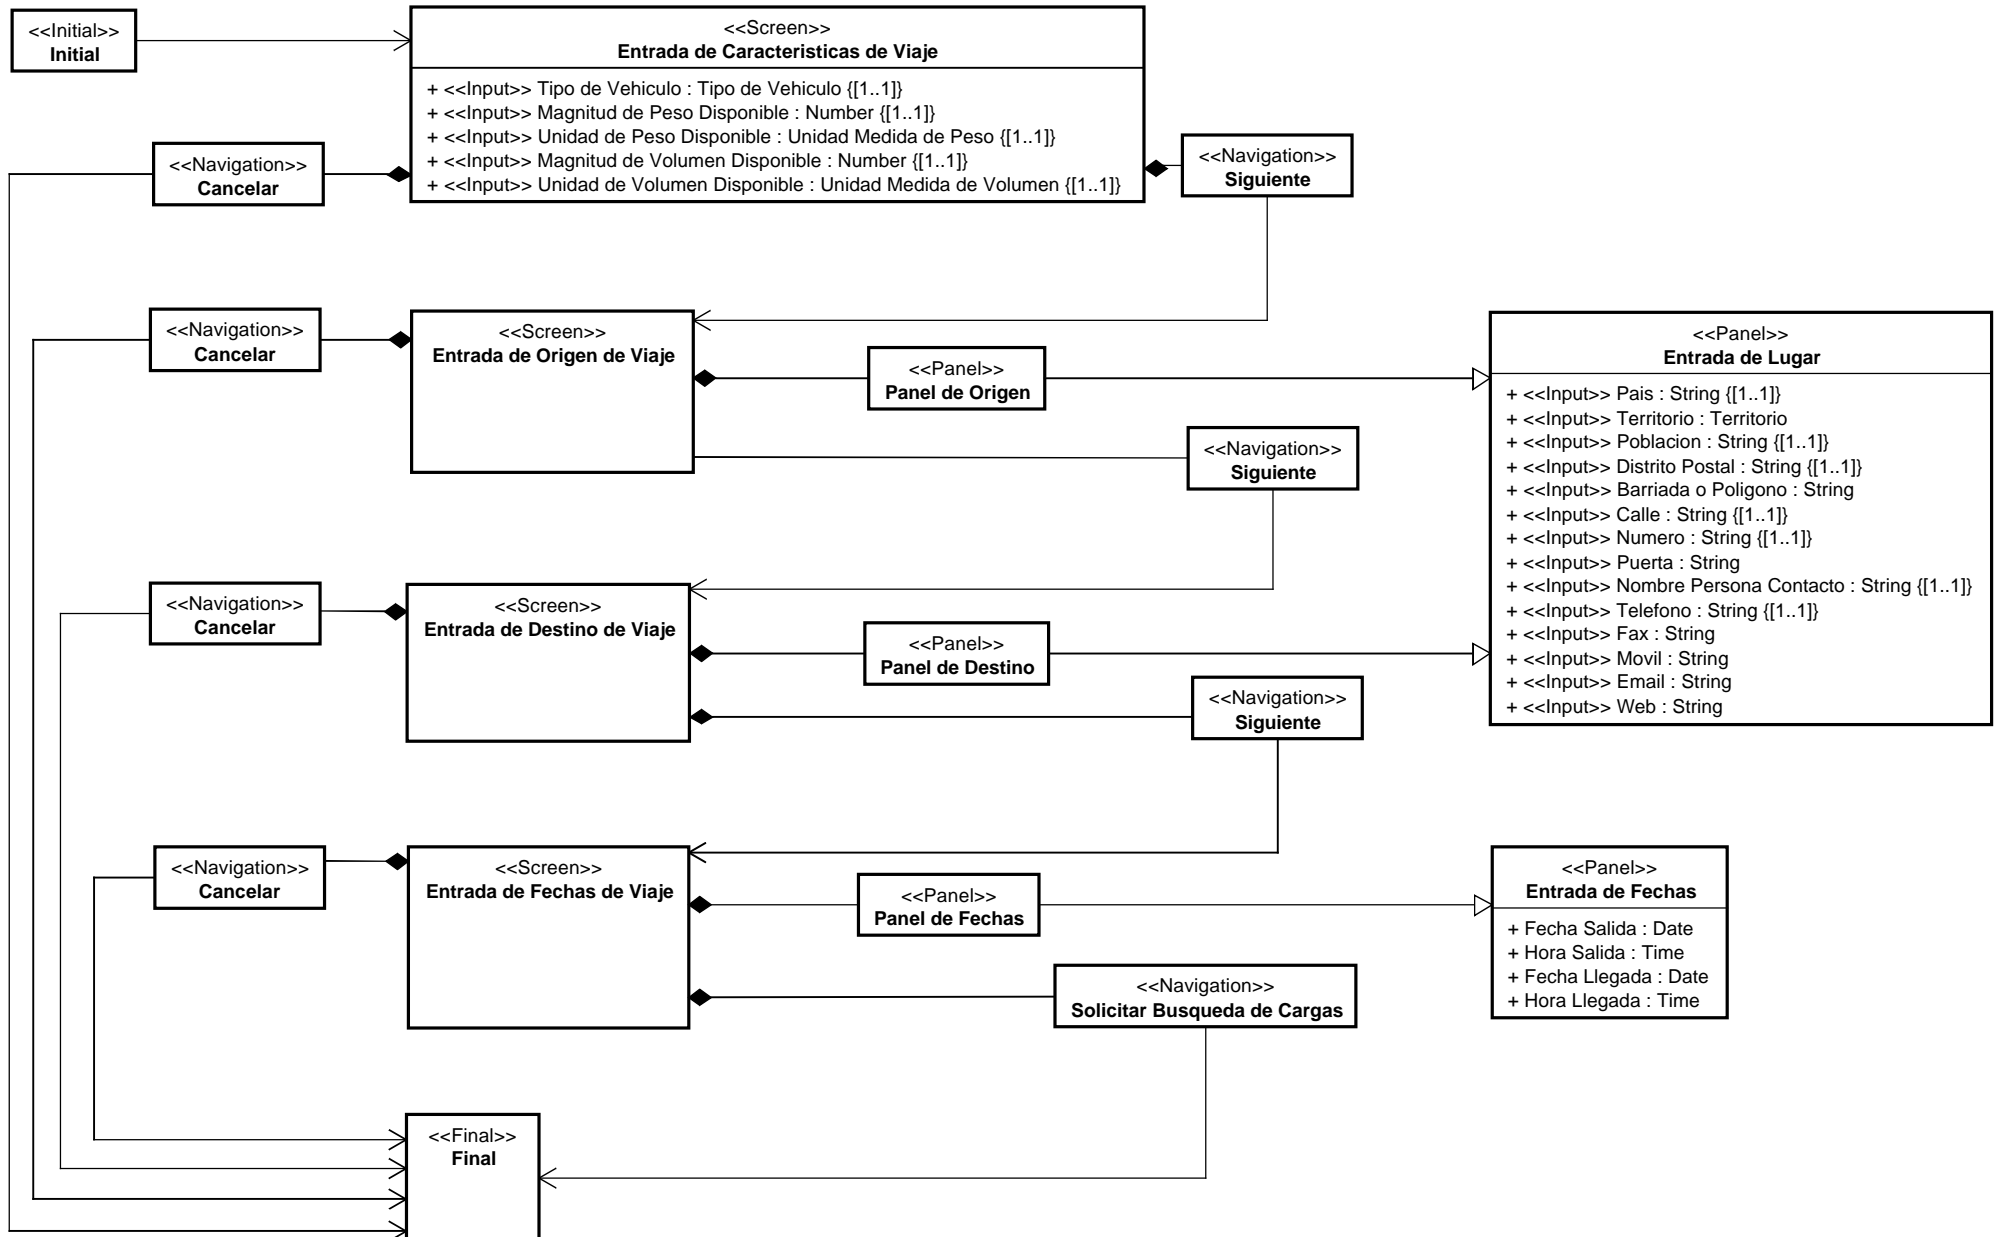 <<Initial>>
Initial
<<Screen>>
Entrada de Caracteristicas de Viaje
+ <<Input>> Tipo de Vehiculo : Tipo de Vehiculo {[1..1]}
+ <<Input>> Magnitud de Peso Disponible : Number {[1..1]}
+ <<Input>> Unidad de Peso Disponible : Unidad Medida de Peso {[1..1]}
+ <<Input>> Magnitud de Volumen Disponible : Number {[1..1]}
+ <<Input>> Unidad de Volumen Disponible : Unidad Medida de Volumen {[1..1]}
<<Navigation>>
Cancelar
<<Navigation>>
Siguiente
<<Navigation>>
Cancelar
<<Screen>>
Entrada de Origen de Viaje
<<Panel>>
Panel de Origen
<<Navigation>>
Siguiente
<<Panel>>
Entrada de Lugar
+ <<Input>> Pais : String {[1..1]}
+ <<Input>> Territorio : Territorio
+ <<Input>> Poblacion : String {[1..1]}
+ <<Input>> Distrito Postal : String {[1..1]}
+ <<Input>> Barriada o Poligono : String
+ <<Input>> Calle : String {[1..1]}
+ <<Input>> Numero : String {[1..1]}
+ <<Input>> Puerta : String
+ <<Input>> Nombre Persona Contacto : String {[1..1]}
+ <<Input>> Telefono : String {[1..1]}
+ <<Input>> Fax : String
+ <<Input>> Movil : String
+ <<Input>> Email : String
+ <<Input>> Web : String
<<Navigation>>
Cancelar
<<Screen>>
Entrada de Destino de Viaje
<<Panel>>
Panel de Destino
<<Navigation>>
Siguiente
<<Navigation>>
Cancelar
<<Screen>>
Entrada de Fechas de Viaje
<<Panel>>
Panel de Fechas
<<Panel>>
Entrada de Fechas
+ Fecha Salida : Date
+ Hora Salida : Time
+ Fecha Llegada : Date
+ Hora Llegada : Time
<<Navigation>>
Solicitar Busqueda de Cargas
<<Final>>
Final